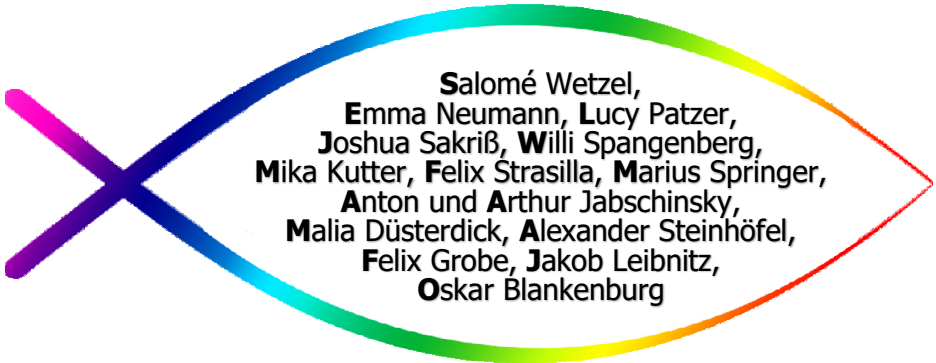 Salomé Wetzel,
Emma Neumann, Lucy Patzer,
Joshua Sakriß, Willi Spangenberg,
Mika Kutter, Felix Strasilla, Marius Springer,
Anton und Arthur Jabschinsky,
Malia Düsterdick, Alexander Steinhöfel,
Felix Grobe, Jakob Leibnitz,
Oskar Blankenburg